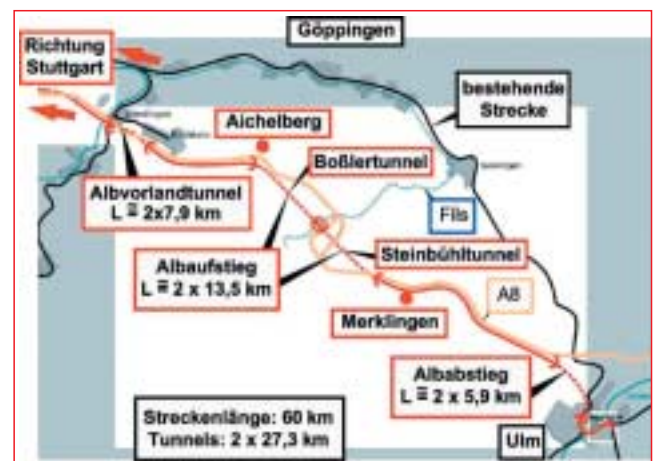 Göppingen
Richtung
Stuttgart
bestehende
Strecke
Aichelberg
Boßlertunnel
Albvorlandtunnel
L ≅ 2x7,9 km
Fils
Steinbühltunnel
Albaufstieg
L ≅ 2 x 13,5 km
A8
Merklingen
Albabstieg
L ≅ 2 x 5,9 km
Streckenlänge: 60 km
Tunnels: 2 x 27,3 km
Ulm